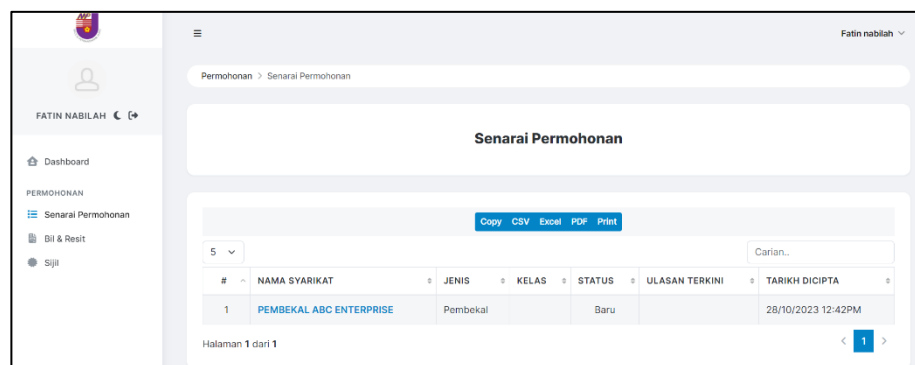 MP
Fatin nabilah
Permohonan > Senarai Permohonan
FATIN NABILAH
Senarai Permohonan
Dashboard
PERMOHONAN
Senarai Permohonan
Bil & Resit
Sijil
Copy CSV Excel PDF Print
5
Carian..
# NAMA SYARIKAT JENIS KELAS STATUS ULASAN TERKINI TARIKH DICIPTA
1 PEMBEKAL ABC ENTERPRISE Pembekal Baru 28/10/2023 12:42PM
Halaman 1 dari 1
< 1 >